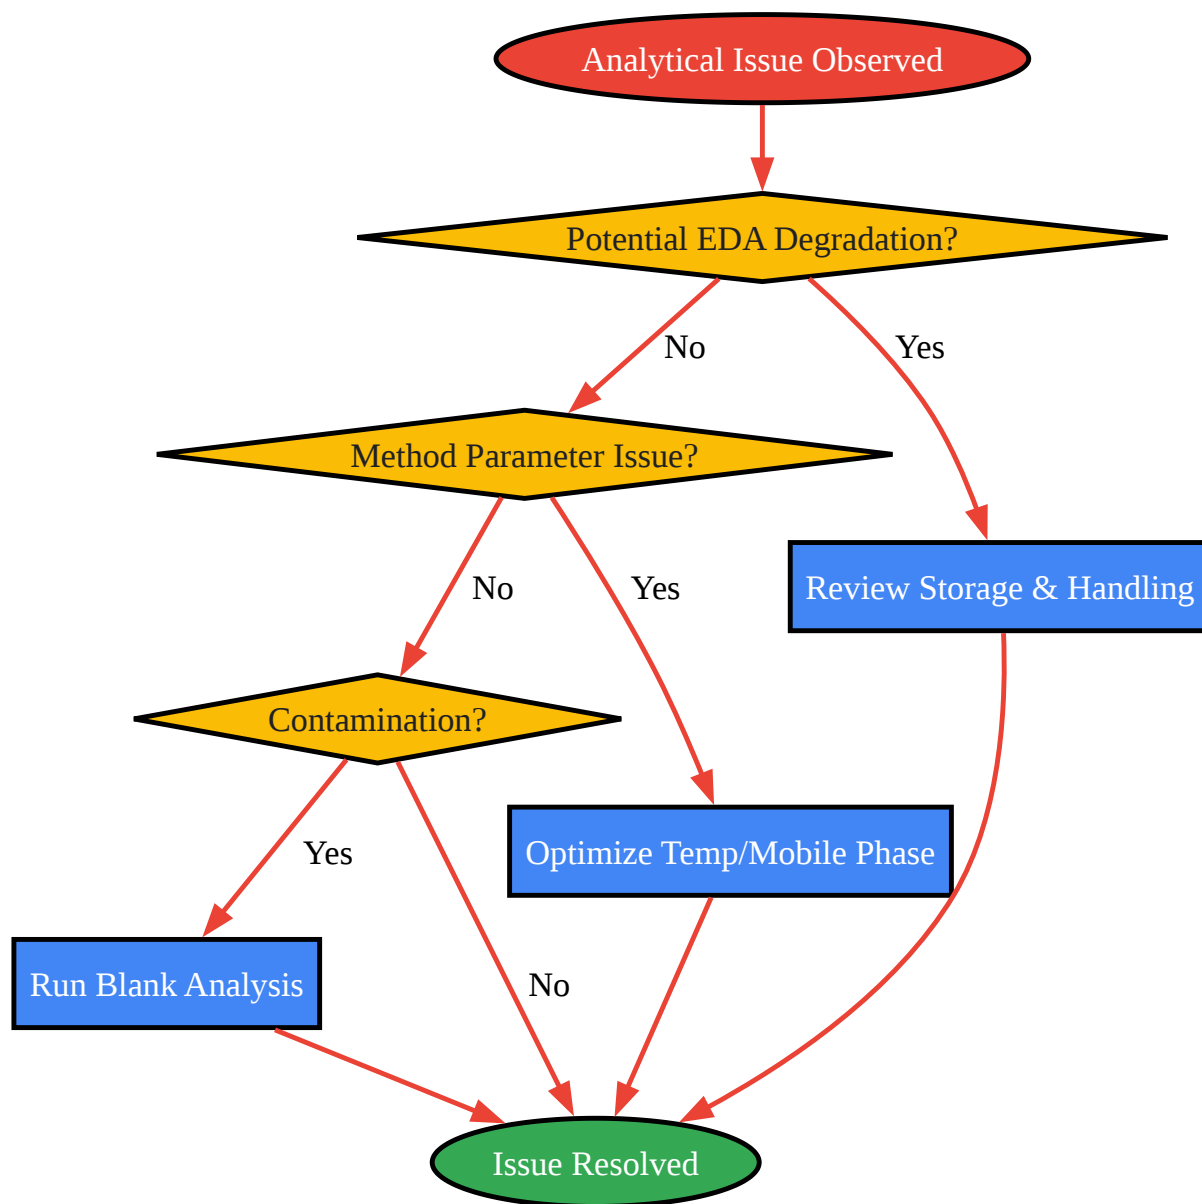 Analytical Issue Observed
Potential EDA Degradation?
No
Yes
Method Parameter Issue?
No
Yes
Review Storage & Handling
Contamination?
Yes
Optimize Temp/Mobile Phase
Run Blank Analysis
No
Issue Resolved